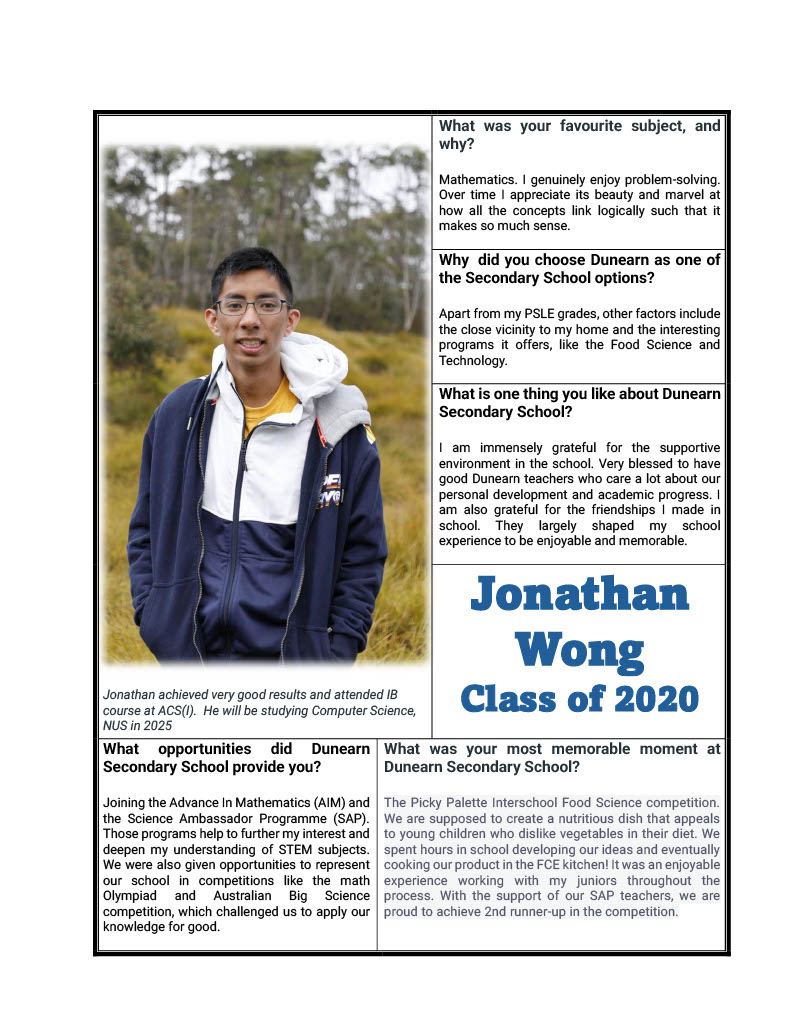 What was your favourite subject, and
why?
Mathematics. I genuinely enjoy problem-solving.
Over time I appreciate its beauty and marvel at
how all the concepts link logically such that it
makes so much sense.
Why did you choose Dunearn as one of
the Secondary School options?
Apart from my PSLE grades, other factors include
the close vicinity to my home and the interesting
programs it offers, like the Food Science and
Technology.
What is one thing you like about Dunearn
Secondary School?
I am immensely grateful for the supportive
environment in the school. Very blessed to have
good Dunearn teachers who care a lot about our
personal development and academic progress. I
am also grateful for the friendships I made in
school. They largely shaped my school
experience to be enjoyable and memorable.
Jonathan
Wong
Class of 2020
Jonathan achieved very good results and attended IB
course at ACS(I). He will be studying Computer Science,
NUS in 2025
What opportunities did Dunearn
Secondary School provide you?
Joining the Advance In Mathematics (AIM) and
the Science Ambassador Programme (SAP).
Those programs help to further my interest and
deepen my understanding of STEM subjects.
We were also given opportunities to represent
our school in competitions like the math
Olympiad and Australian Big Science
competition, which challenged us to apply our
knowledge for good.
What was your most memorable moment at
Dunearn Secondary School?
The Picky Palette Interschool Food Science competition.
We are supposed to create a nutritious dish that appeals
to young children who dislike vegetables in their diet. We
spent hours in school developing our ideas and eventually
cooking our product in the FCE kitchen! It was an enjoyable
experience working with my juniors throughout the
process. With the support of our SAP teachers, we are
proud to achieve 2nd runner-up in the competition.